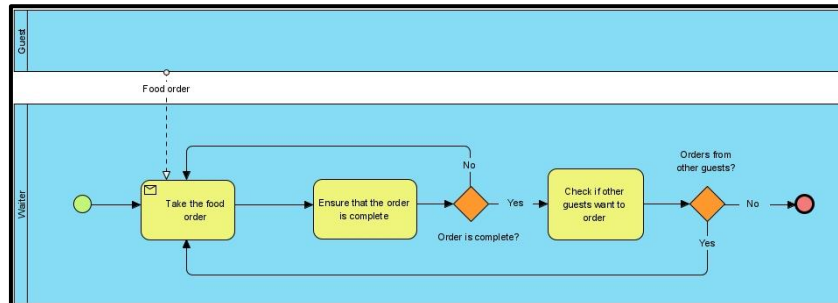 Guest
Food order
Waiter
Take the food
order
Ensure that the order
is complete
No
Yes
Order is complete?
Check if other
guests want to
order
Orders from
other guests?
No
Yes